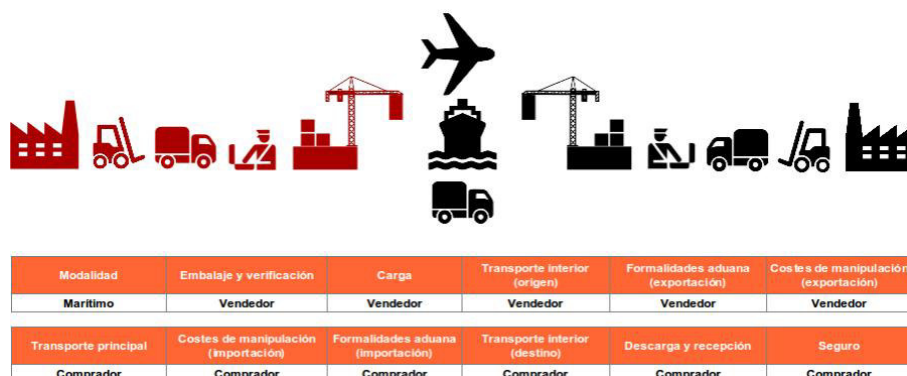 Modalidad Embalaje y verificación Carga Transporte interior (origen) Formalidades aduana (exportación) Costes de manipulación (exportación)
Marítimo Vendedor Vendedor Vendedor Vendedor Vendedor
Transporte principal Costes de manipulación (importación) Formalidades aduana (importación) Transporte interior (destino) Descarga y recepción Seguro
Comprador Comprador Comprador Comprador Comprador Comprador